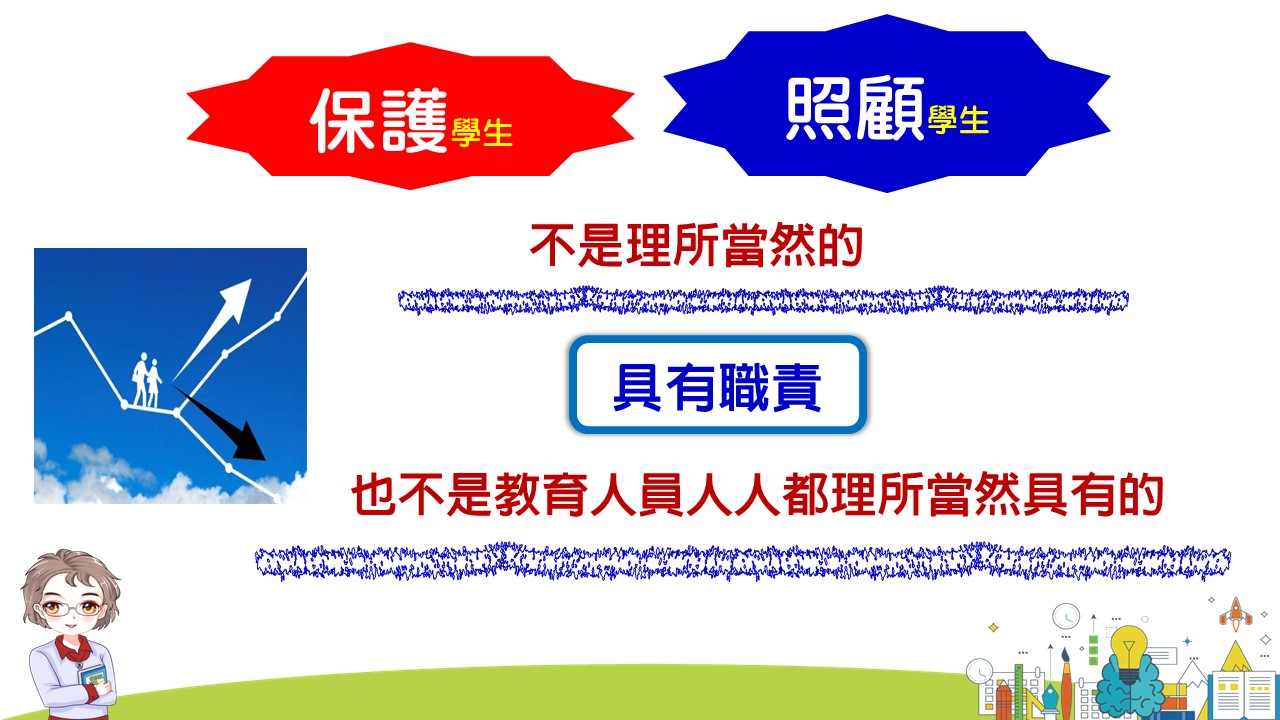 保護學生
照顧學生
不是理所當然的
具有職責
也不是教育人員人人都理所當然具有的